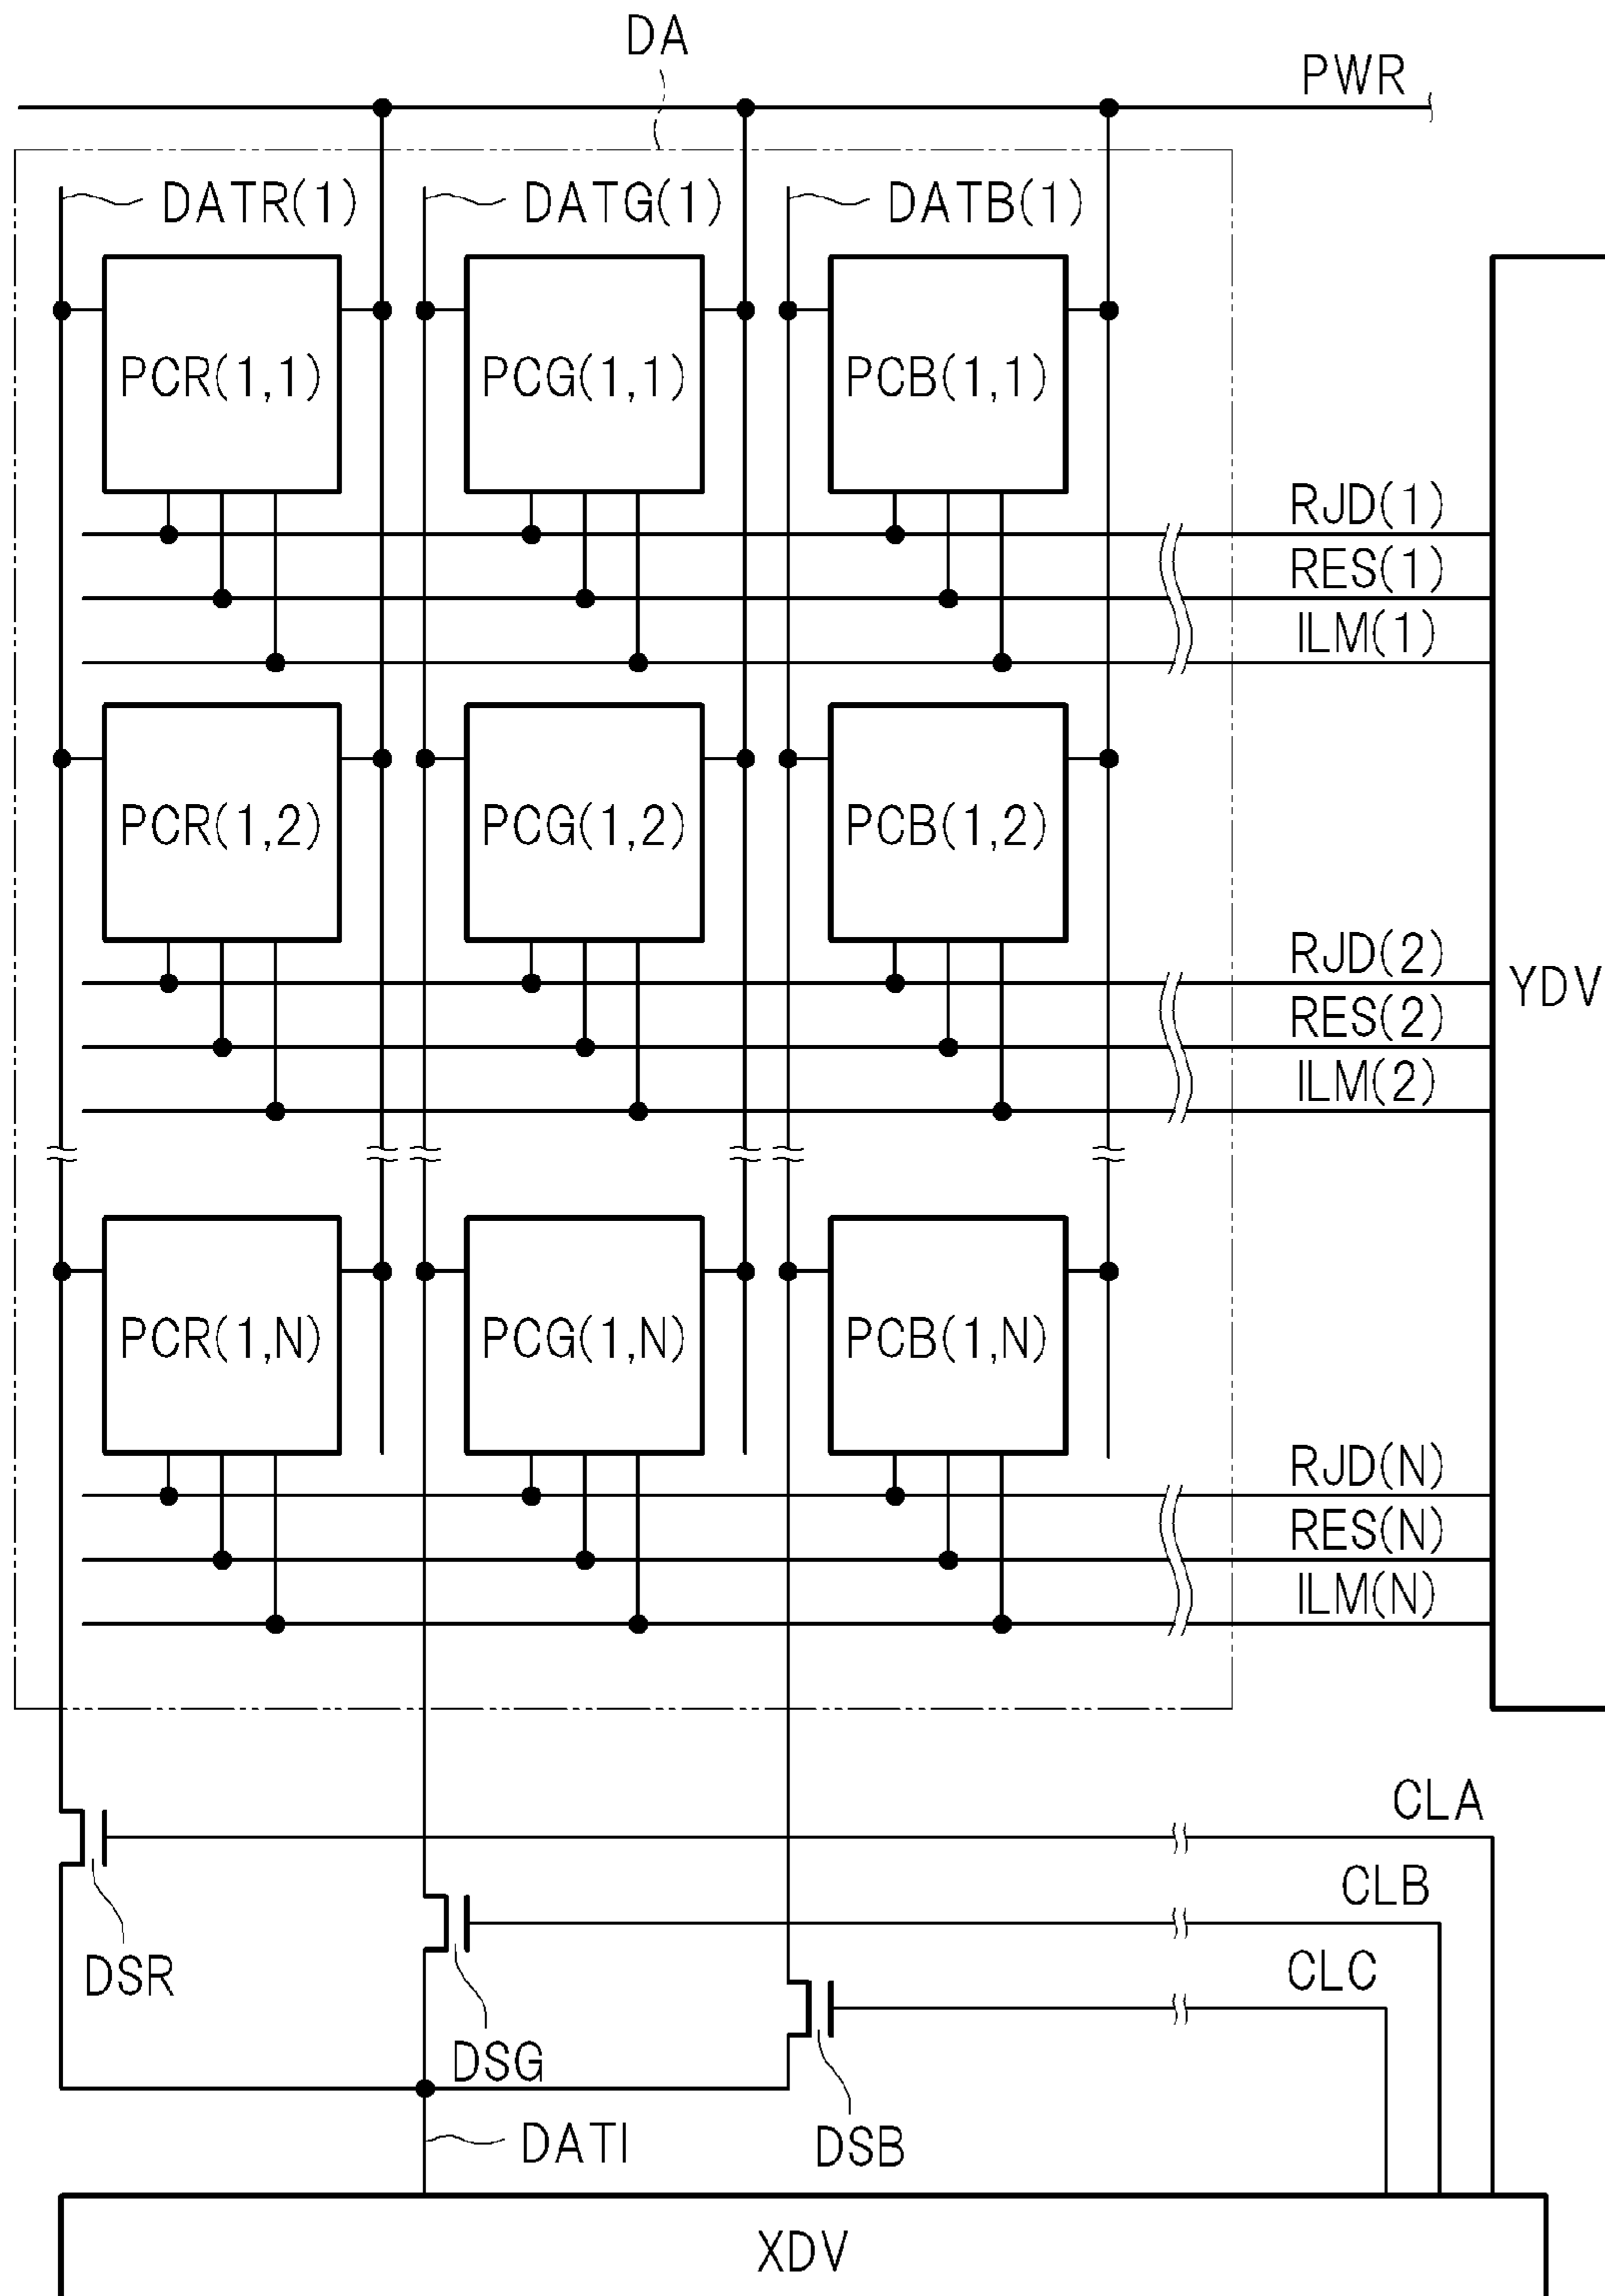 DA
PWR
DATR(1) DATG(1) DATB(1)
PCR(1,1) PCG(1,1) PCB(1,1)
RJD(1)
RES(1)
ILM(1)
PCR(1,2) PCG(1,2) PCB(1,2)
RJD(2)
RES(2)
ILM(2)
YDV
PCR(1,N) PCG(1,N) PCB(1,N)
RJD(N)
RES(N)
ILM(N)
CLA
CLB
CLC
DSR
DSG
DSB
DATI
XDV